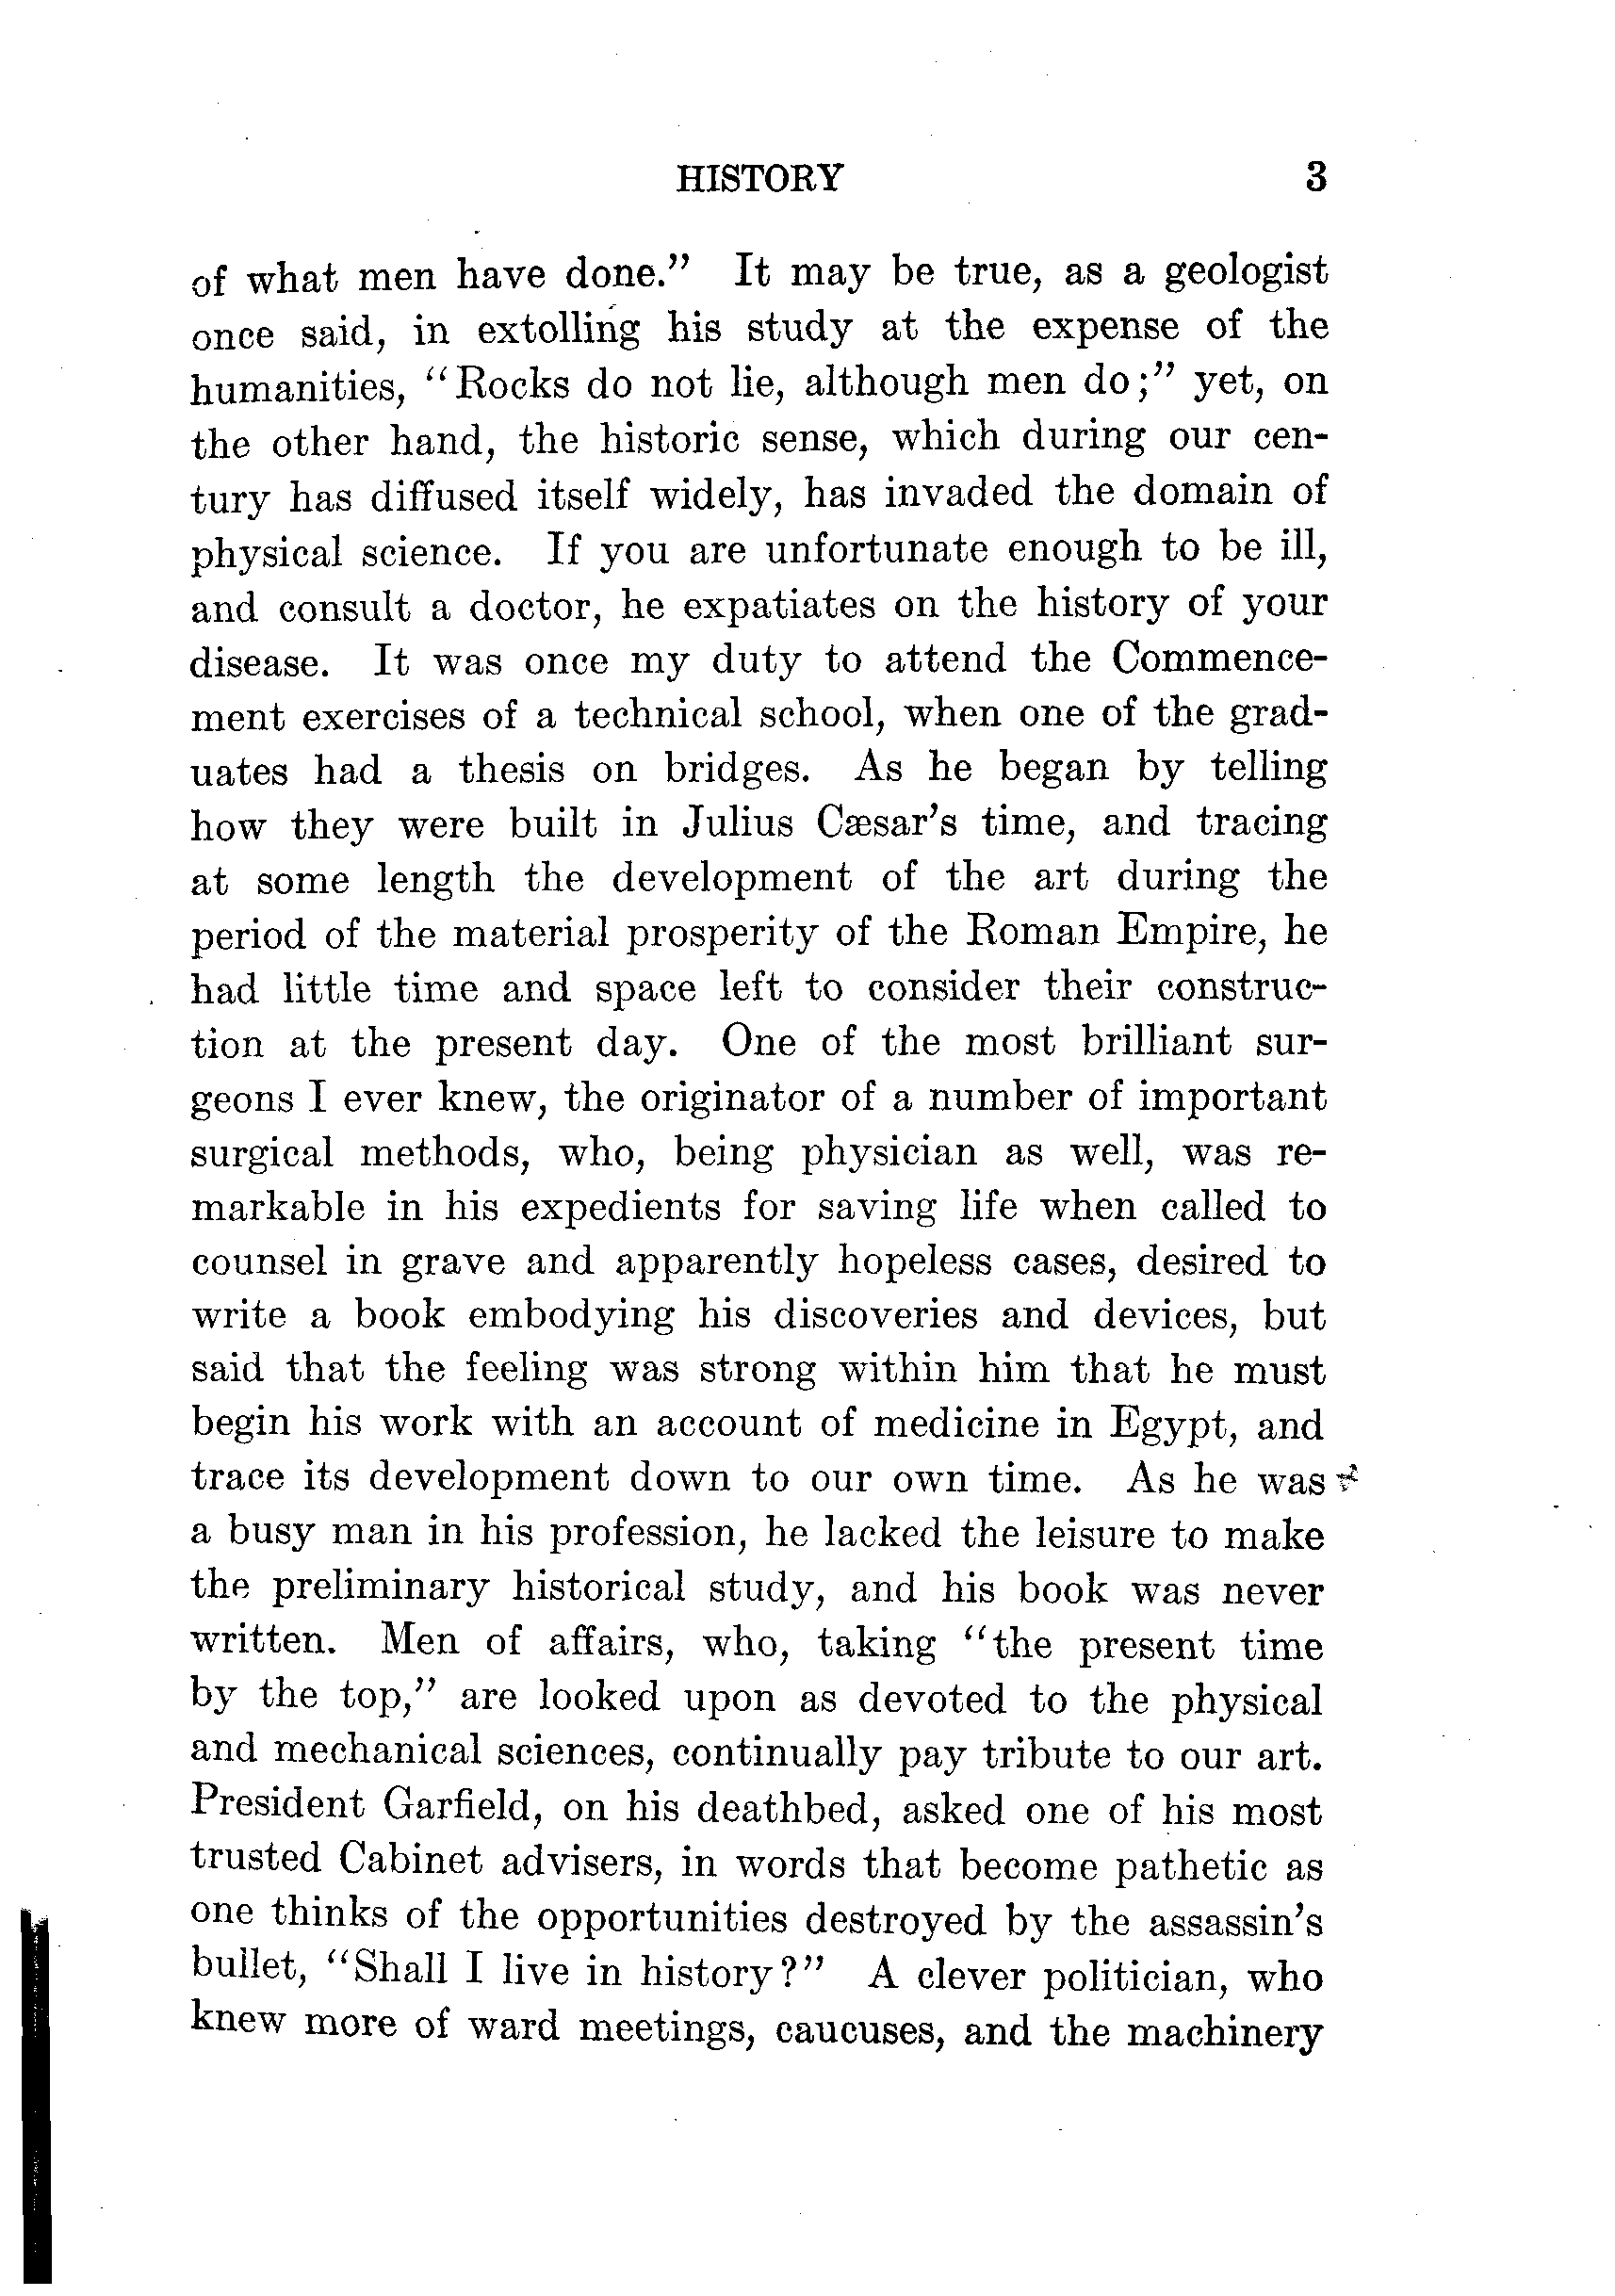 HISTORY 3
of what men have done.” It may be true, as a geologist
once said, in extolling his study at the expense of the
humanities, “Rocks do not lie, although men do;” yet, on
the other hand, the historic sense, which during our cen-
tury has diffused itself widely, has invaded the domain of
physical science. If you are unfortunate enough to be ill,
and consult a doctor, he expatiates on the history of your
disease. It was once my duty to attend the Commence-
ment exercises of a technical school, when one of the grad-
uates had a thesis on bridges. As he began by telling
how they were built in Julius Cæsar’s time, and tracing
at some length the development of the art during the
period of the material prosperity of the Roman Empire, he
had little time and space left to consider their construc-
tion at the present day. One of the most brilliant sur-
geons I ever knew, the originator of a number of important
surgical methods, who, being physician as well, was re-
markable in his expedients for saving life when called to
counsel in grave and apparently hopeless cases, desired to
write a book embodying his discoveries and devices, but
said that the feeling was strong within him that he must
begin his work with an account of medicine in Egypt, and
trace its development down to our own time. As he was
a busy man in his profession, he lacked the leisure to make
the preliminary historical study, and his book was never
written. Men of affairs, who, taking “the present time
by the top,” are looked upon as devoted to the physical
and mechanical sciences, continually pay tribute to our art.
President Garfield, on his deathbed, asked one of his most
trusted Cabinet advisers, in words that become pathetic as
one thinks of the opportunities destroyed by the assassin’s
bullet, “Shall I live in history?” A clever politician, who
knew more of ward meetings, caucuses, and the machinery